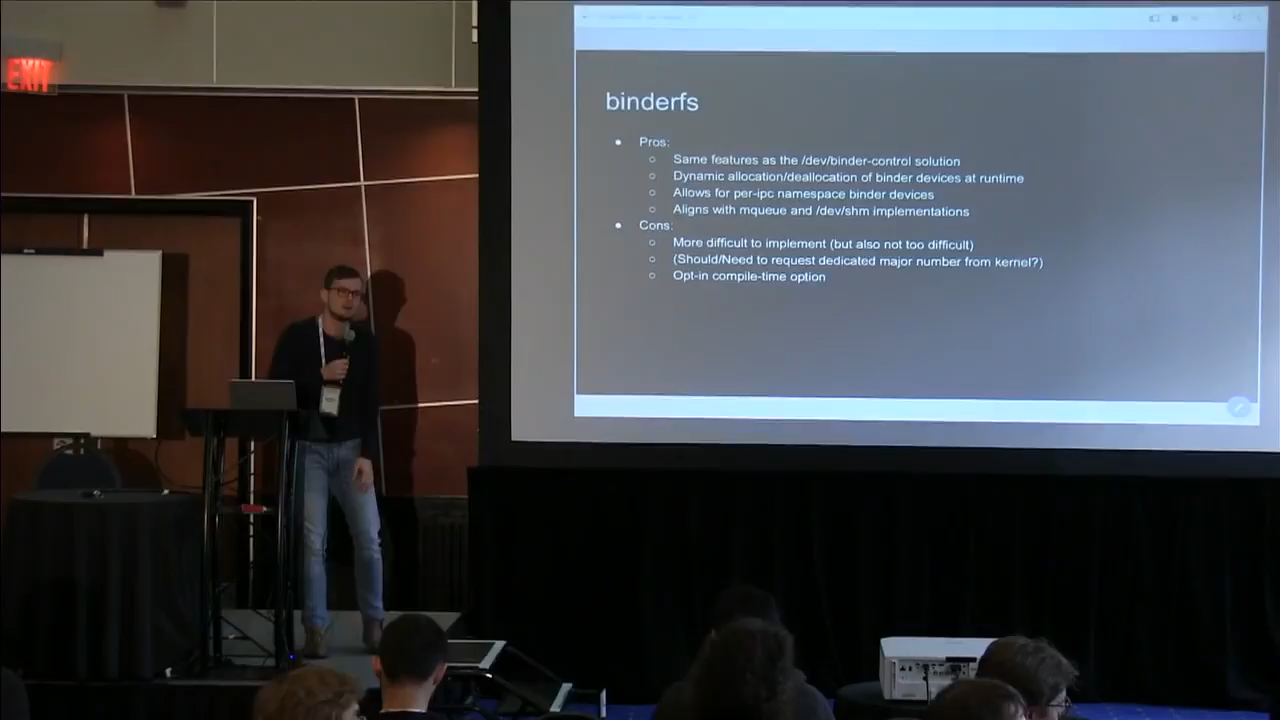 EXIT
binderfs
● Pros:
○ Same features as the /dev/binder-control solution
○ Dynamic allocation/deallocation of binder devices at runtime
○ Allows for per-ipc namespace binder devices
○ Aligns with mqueue and /dev/shm implementations
● Cons:
○ More difficult to implement (but also not too difficult)
○ (Should/Need to request dedicated major number from kernel?)
○ Opt-in compile-time option